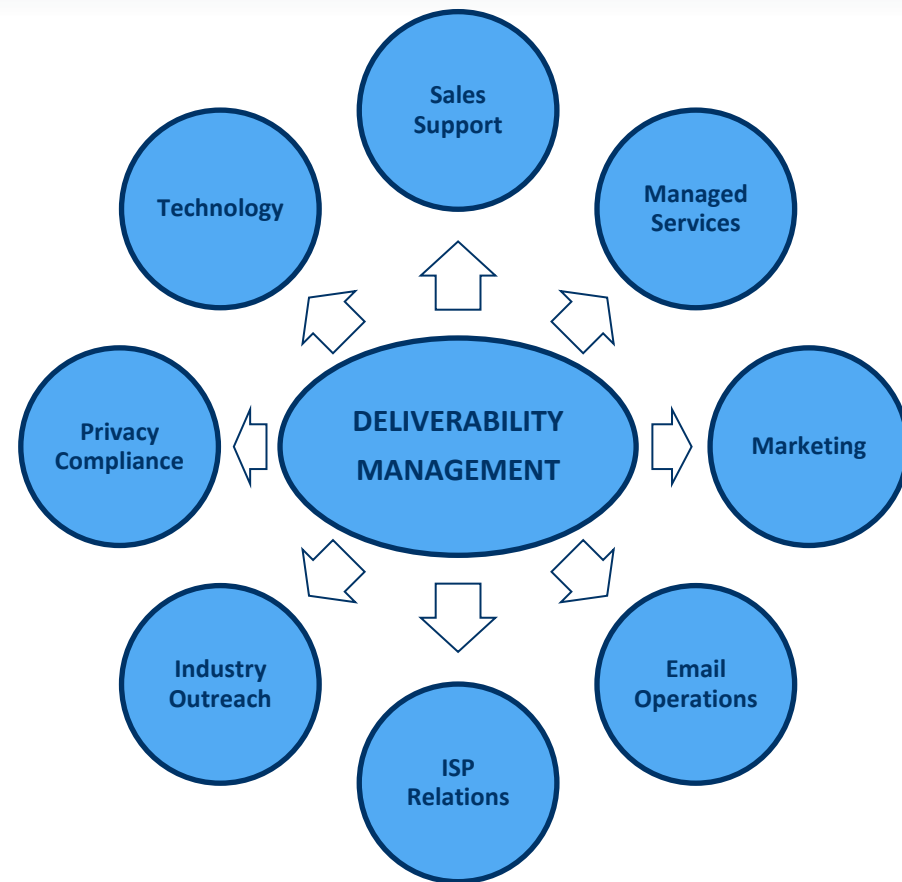 Sales
Support
Technology
Managed
Services
DELIVERABILITY
MANAGEMENT
Privacy
Compliance
Marketing
Industry
Outreach
Email
Operations
ISP
Relations